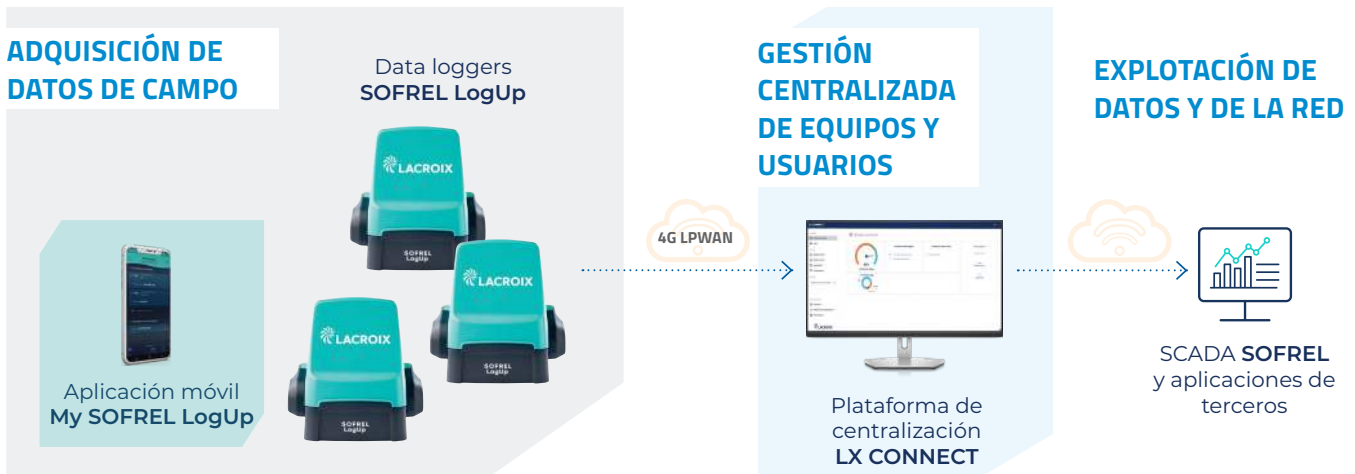 ADQUISICIÓN DE
DATOS DE CAMPO
Data loggers
SOFREL LogUp
LACROIX
SOFREL
LogUp
LACROIX
SOFREL
LogUp
LACROIX
SOFREL
LogUp
Aplicación móvil
My SOFREL LogUp
4G LPWAN
GESTIÓN
CENTRALIZADA
DE EQUIPOS Y
USUARIOS
LACROIX
Plataforma de
centralización
LX CONNECT
EXPLOTACIÓN DE
DATOS Y DE LA RED
SCADA SOFREL
y aplicaciones de
terceros